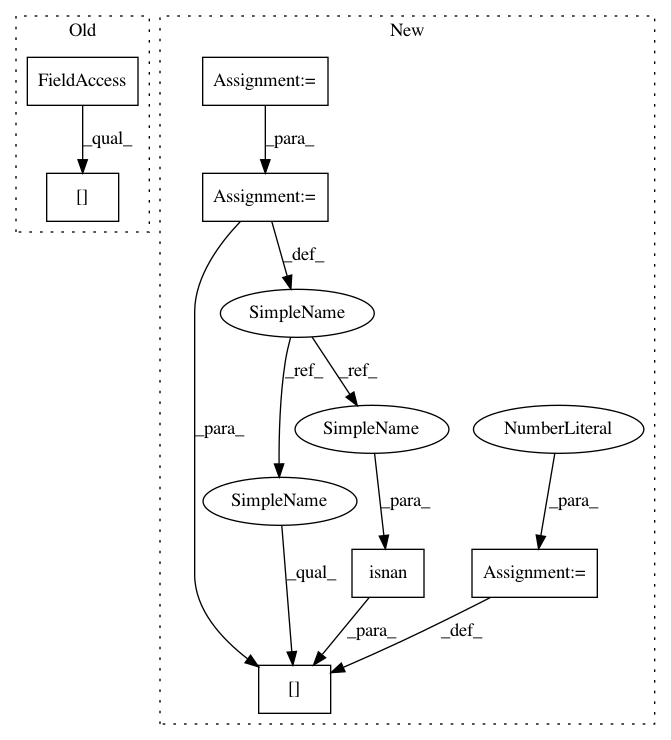 Old
New
FieldAccess
Assignment:=
_qual_
_para_
[]
Assignment:=
_def_
SimpleName
_ref_
_ref_
_para_
SimpleName
NumberLiteral
SimpleName
_para_
_para_
_qual_
isnan
Assignment:=
_para_
_def_
[]